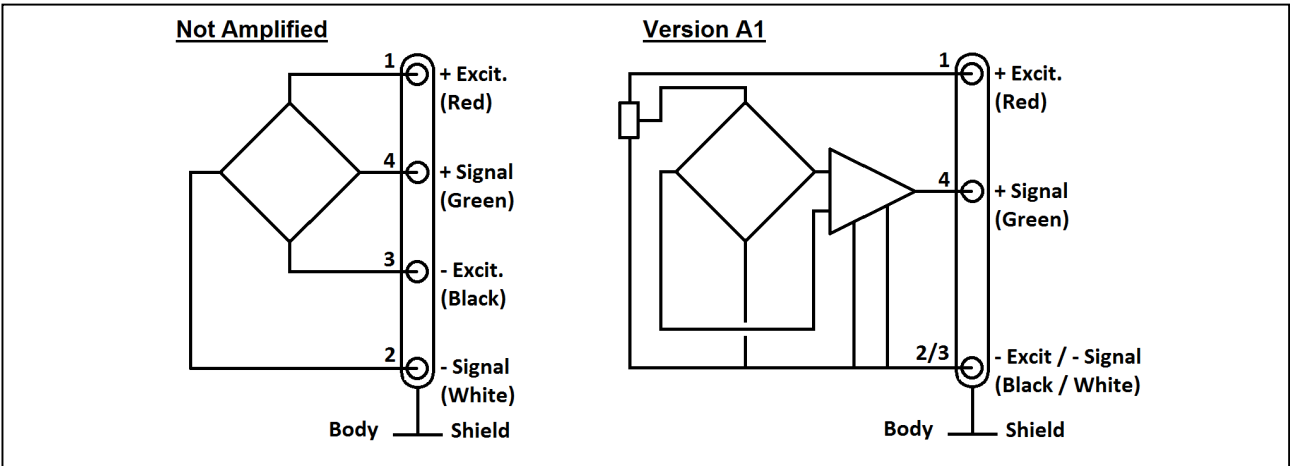 Not Amplified
1
+ Excit.
(Red)
4
+ Signal
(Green)
3
- Excit.
(Black)
2
- Signal
(White)
Body
Shield
Version A1
1
+ Excit.
(Red)
4
+ Signal
(Green)
2/3
- Excit / - Signal
(Black / White)
Body
Shield